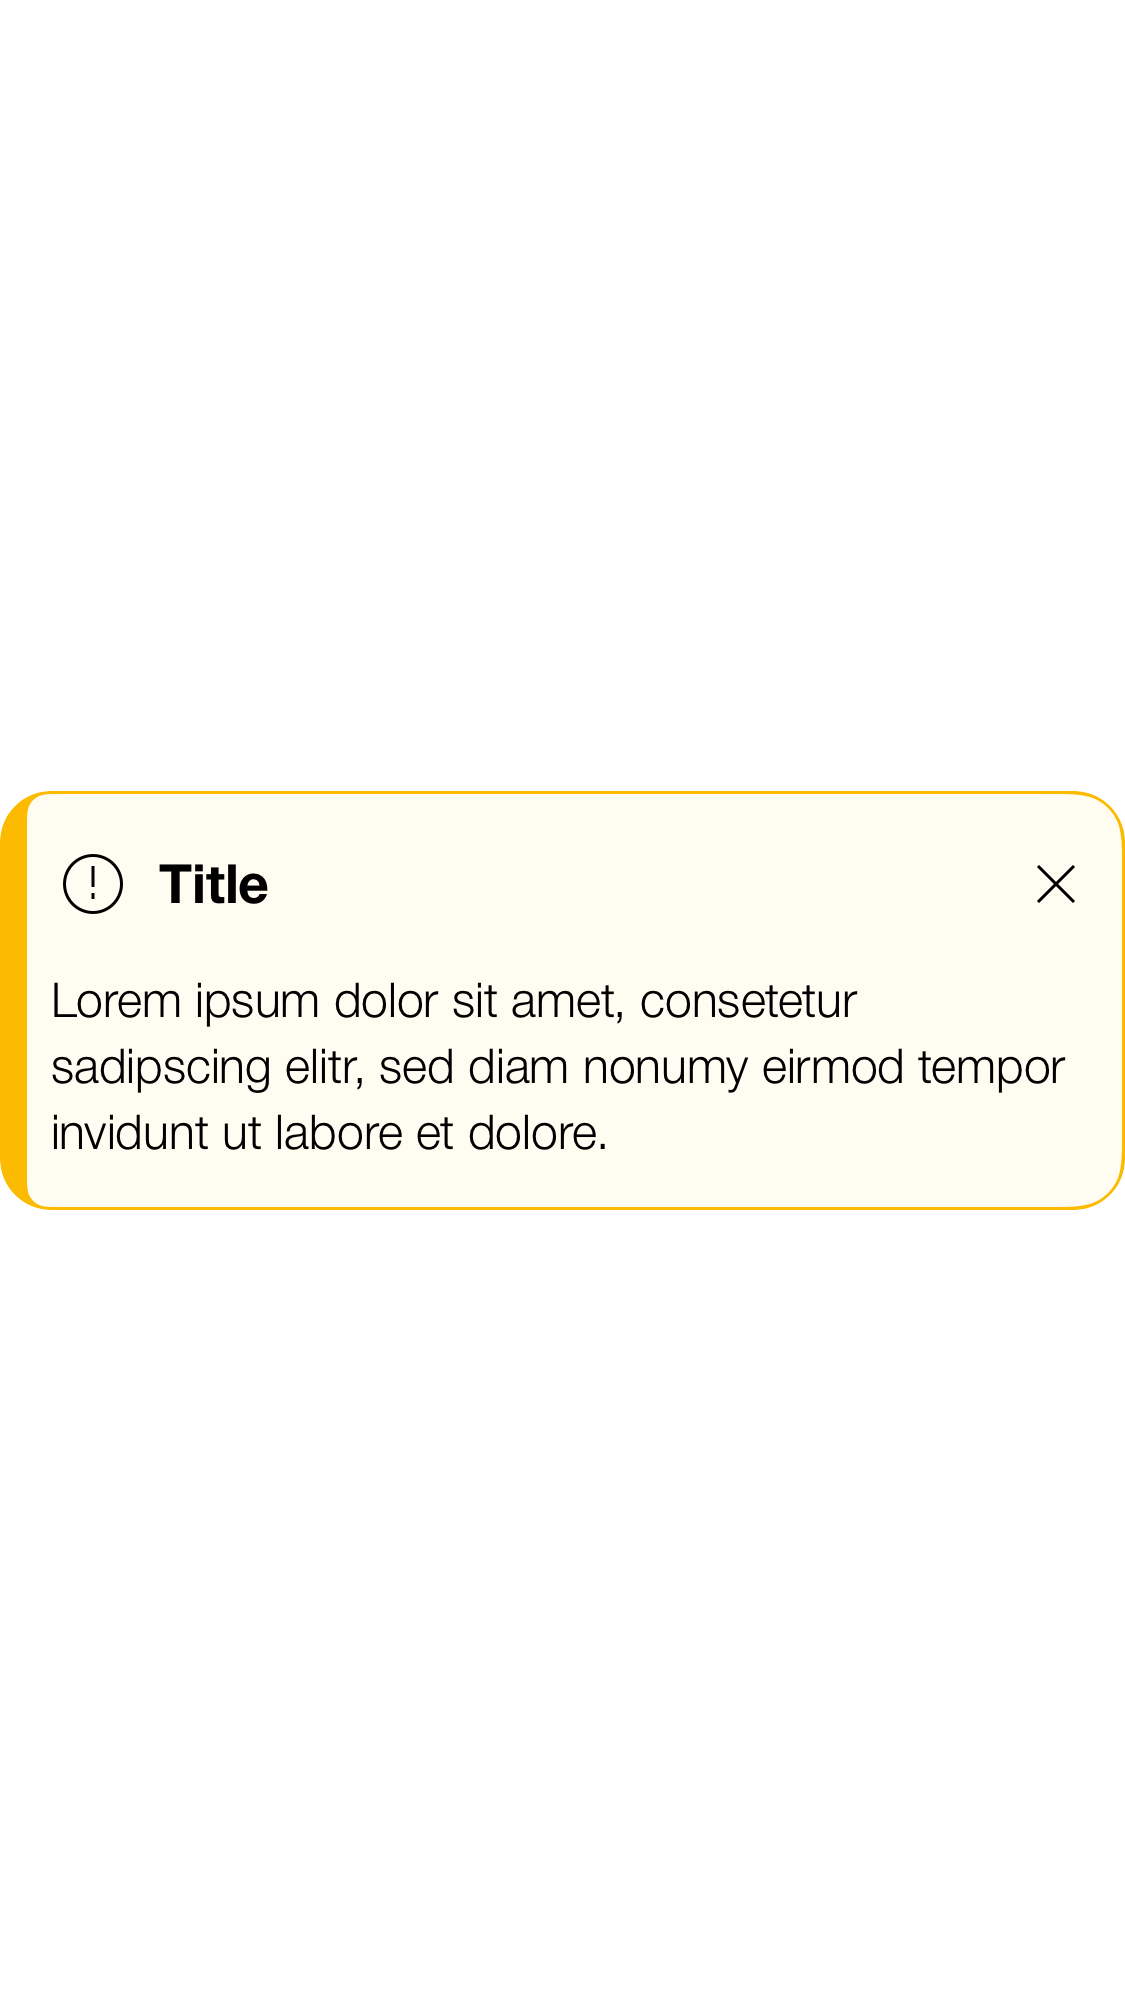 Title
Lorem ipsum dolor sit amet, consetetur
sadipscing elitr, sed diam nonumy eirmod tempor
invidunt ut labore et dolore.